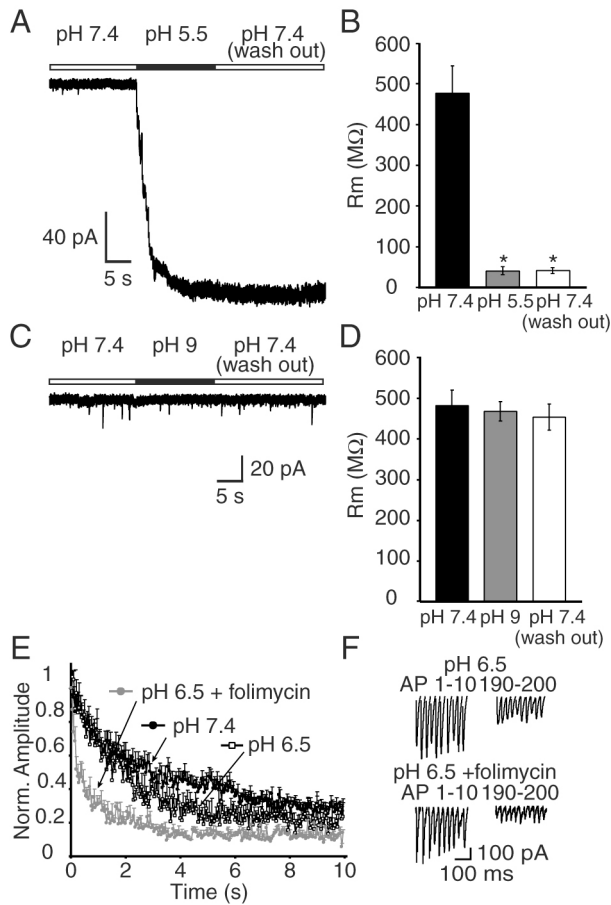 A
pH 7.4 pH 5.5 pH 7.4
(wash out)
40 pA
5 s
B
Rm (MΩ)
600
500
400
300
200
100
0
* *
pH 7.4 pH 5.5 pH 7.4
(wash out)
C
pH 7.4 pH 9 pH 7.4
(wash out)
20 pA
5 s
D
Rm (MΩ)
600
500
400
300
200
100
0
pH 7.4 pH 9 pH 7.4
(wash out)
E
Norm. Amplitude
1
0.8
0.6
0.4
0.2
0
pH 6.5 + folimycin
pH 7.4
pH 6.5
0 2 4 6 8 10
Time (s)
F
pH 6.5
AP 1-10 190-200
pH 6.5 +folimycin
AP 1-10 190-200
100 pA
100 ms